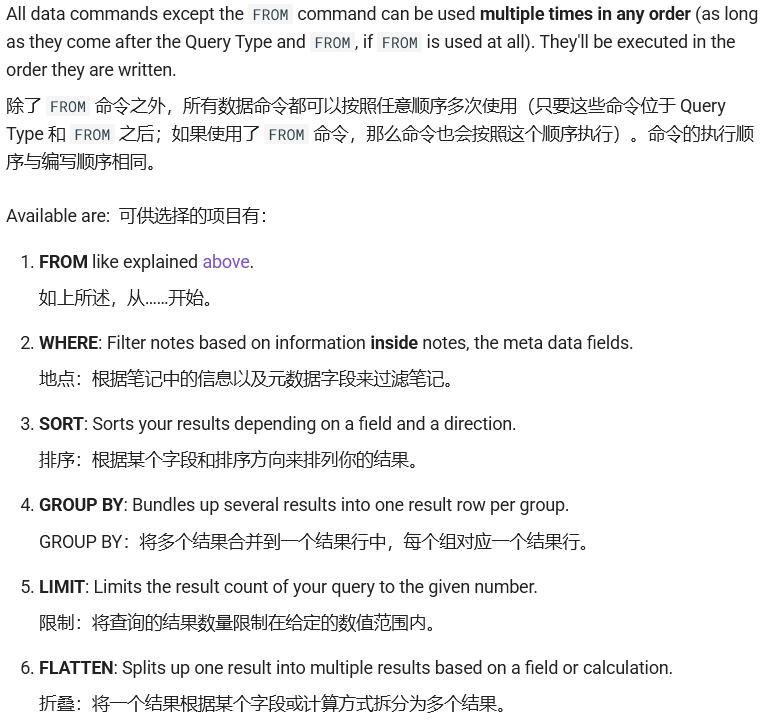 All data commands except the FROM command can be used multiple times in any order (as long
as they come after the Query Type and FROM, if FROM is used at all). They'll be executed in the
order they are written.
除了 FROM 命令之外，所有数据命令都可以按照任意顺序多次使用（只要这些命令位于 Query
Type 和 FROM 之后；如果使用了 FROM 命令，那么命令也会按照这个顺序执行）。命令的执行顺
序与编写顺序相同。
Available are: 可供选择的项目有：
1. FROM like explained above.
如上所述，从……开始。
2. WHERE: Filter notes based on information inside notes, the meta data fields.
地点：根据笔记中的信息以及元数据字段来过滤笔记。
3. SORT: Sorts your results depending on a field and a direction.
排序：根据某个字段和排序方向来排列你的结果。
4. GROUP BY: Bundles up several results into one result row per group.
GROUP BY：将多个结果合并到一个结果行中，每个组对应一个结果行。
5. LIMIT: Limits the result count of your query to the given number.
限制：将查询的结果数量限制在给定的数值范围内。
6. FLATTEN: Splits up one result into multiple results based on a field or calculation.
折叠：将一个结果根据某个字段或计算方式拆分为多个结果。